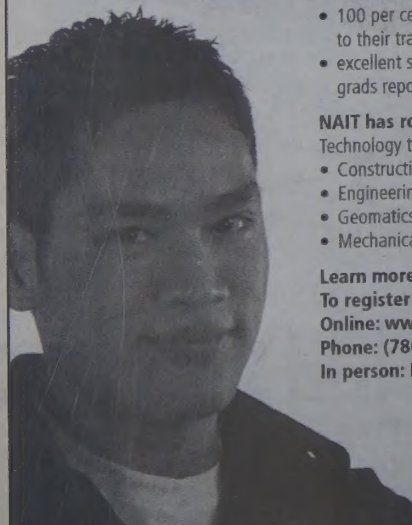 • 100 per ce
to their tra
• excellent s
grads repo
NAIT has ro
Technology t
• Constructi
• Engineerin
• Geomatics
• Mechanica
Learn more
To register
Online: ww
Phone: (78
In person: